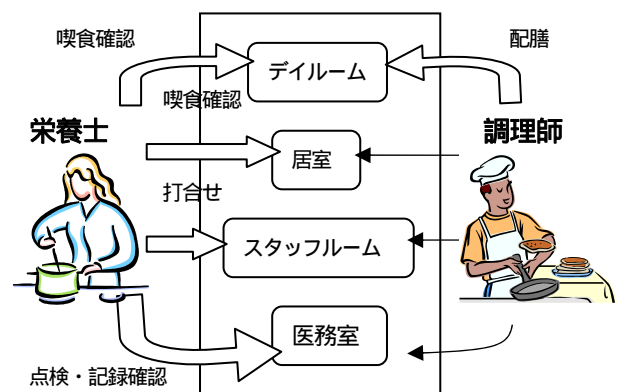 喫食確認
配膳
デイルーム
喫食確認
栄養士
調理師
居室
打合せ
スタッフルーム
医務室
点検・記録確認